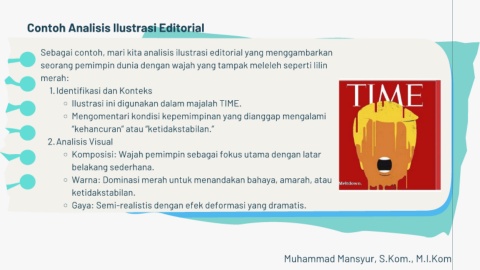 Contoh Analisis Ilustrasi Editorial
Sebagai contoh, mari kita analisis ilustrasi editorial yang menggambarkan
seorang pemimpin dunia dengan wajah yang tampak meleleh seperti lilin
merah:
1. Identifikasi dan Konteks
○ Ilustrasi ini digunakan dalam majalah TIME.
○ Mengomentari kondisi kepemimpinan yang dianggap mengalami
"kehancuran" atau "ketidakstabilan."
2. Analisis Visual
○ Komposisi: Wajah pemimpin sebagai fokus utama dengan latar
belakang sederhana.
○ Warna: Dominasi merah untuk menandakan bahaya, amarah, atau
ketidakstabilan.
○ Gaya: Semi-realistis dengan efek deformasi yang dramatis.
TIME
Meltdown.
Muhammad Mansyur, S.Kom., M.I.Kom